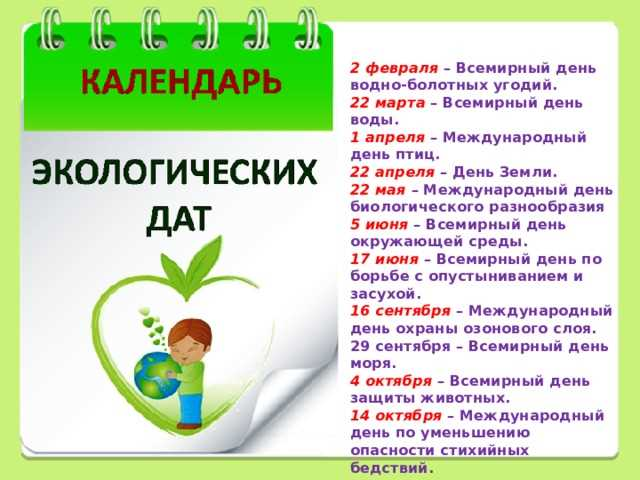 КАЛЕНДАРЬ
ЭКОЛОГИЧЕСКИХ
ДАТ
2 февраля – Всемирный день
водно-болотных угодий.
22 марта – Всемирный день
воды.
1 апреля – Международный
день птиц.
22 апреля – День Земли.
22 мая – Международный день
биологического разнообразия
5 июня – Всемирный день
окружающей среды.
17 июня – Всемирный день по
борьбе с опустыниванием и
засухой.
16 сентября – Международный
день охраны озонового слоя.
29 сентября – Всемирный день
моря.
4 октября – Всемирный день
защиты животных.
14 октября – Международный
день по уменьшению
опасности стихийных
бедствий.